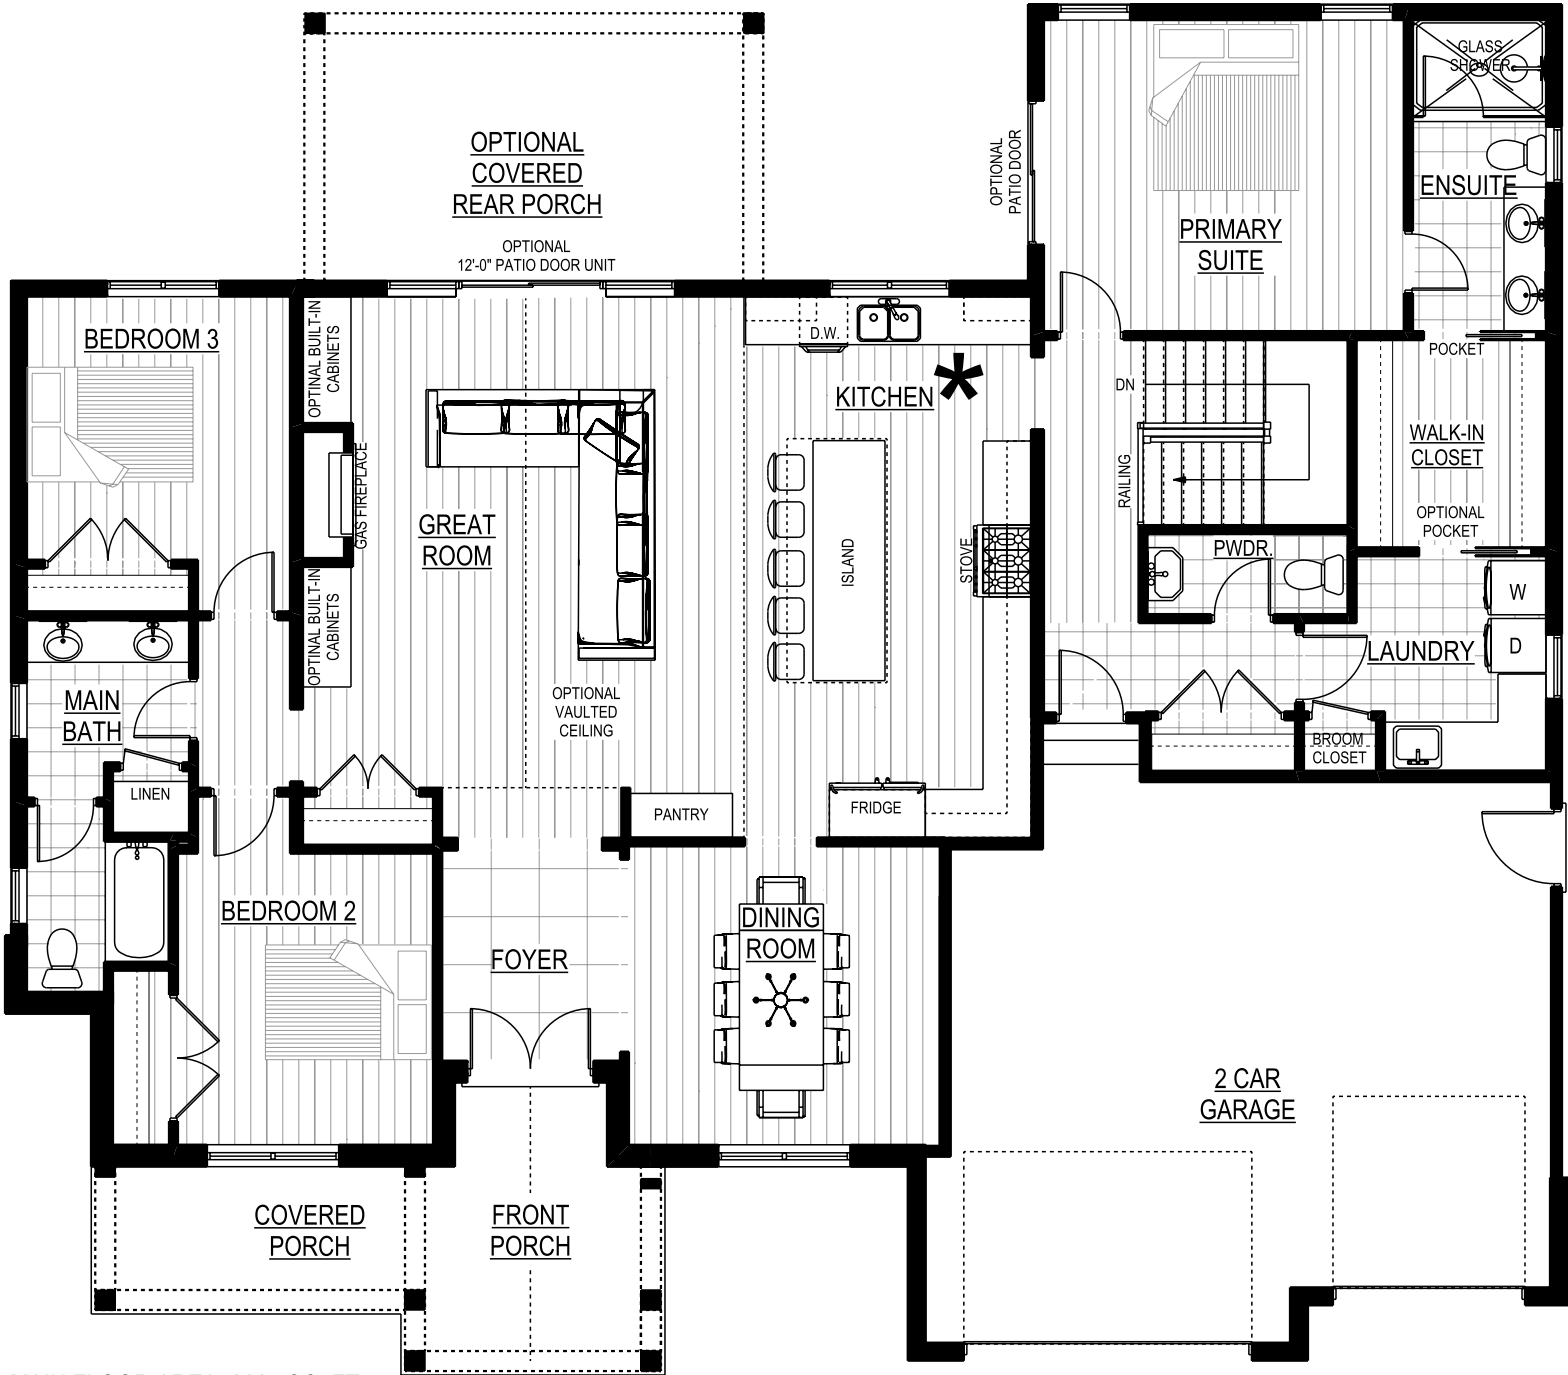 GLASS
SHOWER
OPTIONAL
COVERED
REAR PORCH
OPTIONAL
PATIO DOOR
ENSUITE
PRIMARY
SUITE
OPTIONAL
12'-0" PATIO DOOR UNIT
BEDROOM 3
OPTINAL BUILT-IN
CABINETS
D.W.
KITCHEN
*
POCKET
DN
WALK-IN
CLOSET
RAILING
OPTIONAL
POCKET
GAS FIREPLACE
GREAT
ROOM
ISLAND
STOVE
PWDR.
W
D
OPTINAL BUILT-IN
CABINETS
LAUNDRY
MAIN
BATH
OPTIONAL
VAULTED
CEILING
BROOM
CLOSET
LINEN
PANTRY
FRIDGE
BEDROOM 2
DINING
ROOM
FOYER
2 CAR
GARAGE
COVERED
PORCH
FRONT
PORCH